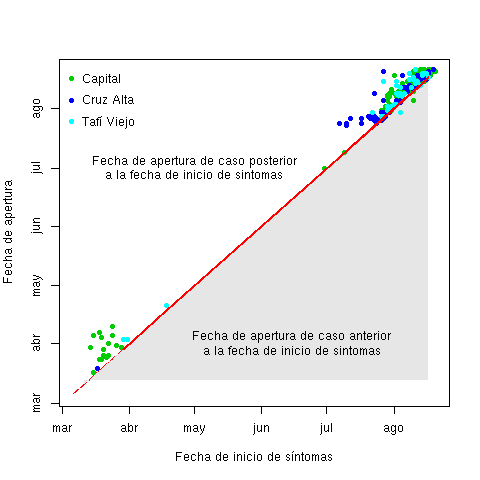 Capital
Cruz Alta
Tafí Viejo
Fecha de apertura de caso posterior
a la fecha de inicio de sintomas
Fecha de apertura de caso anterior
a la fecha de inicio de sintomas
Fecha de apertura
ago
jul
jun
may
abr
mar
mar abr may jun jul ago
Fecha de inicio de síntomas